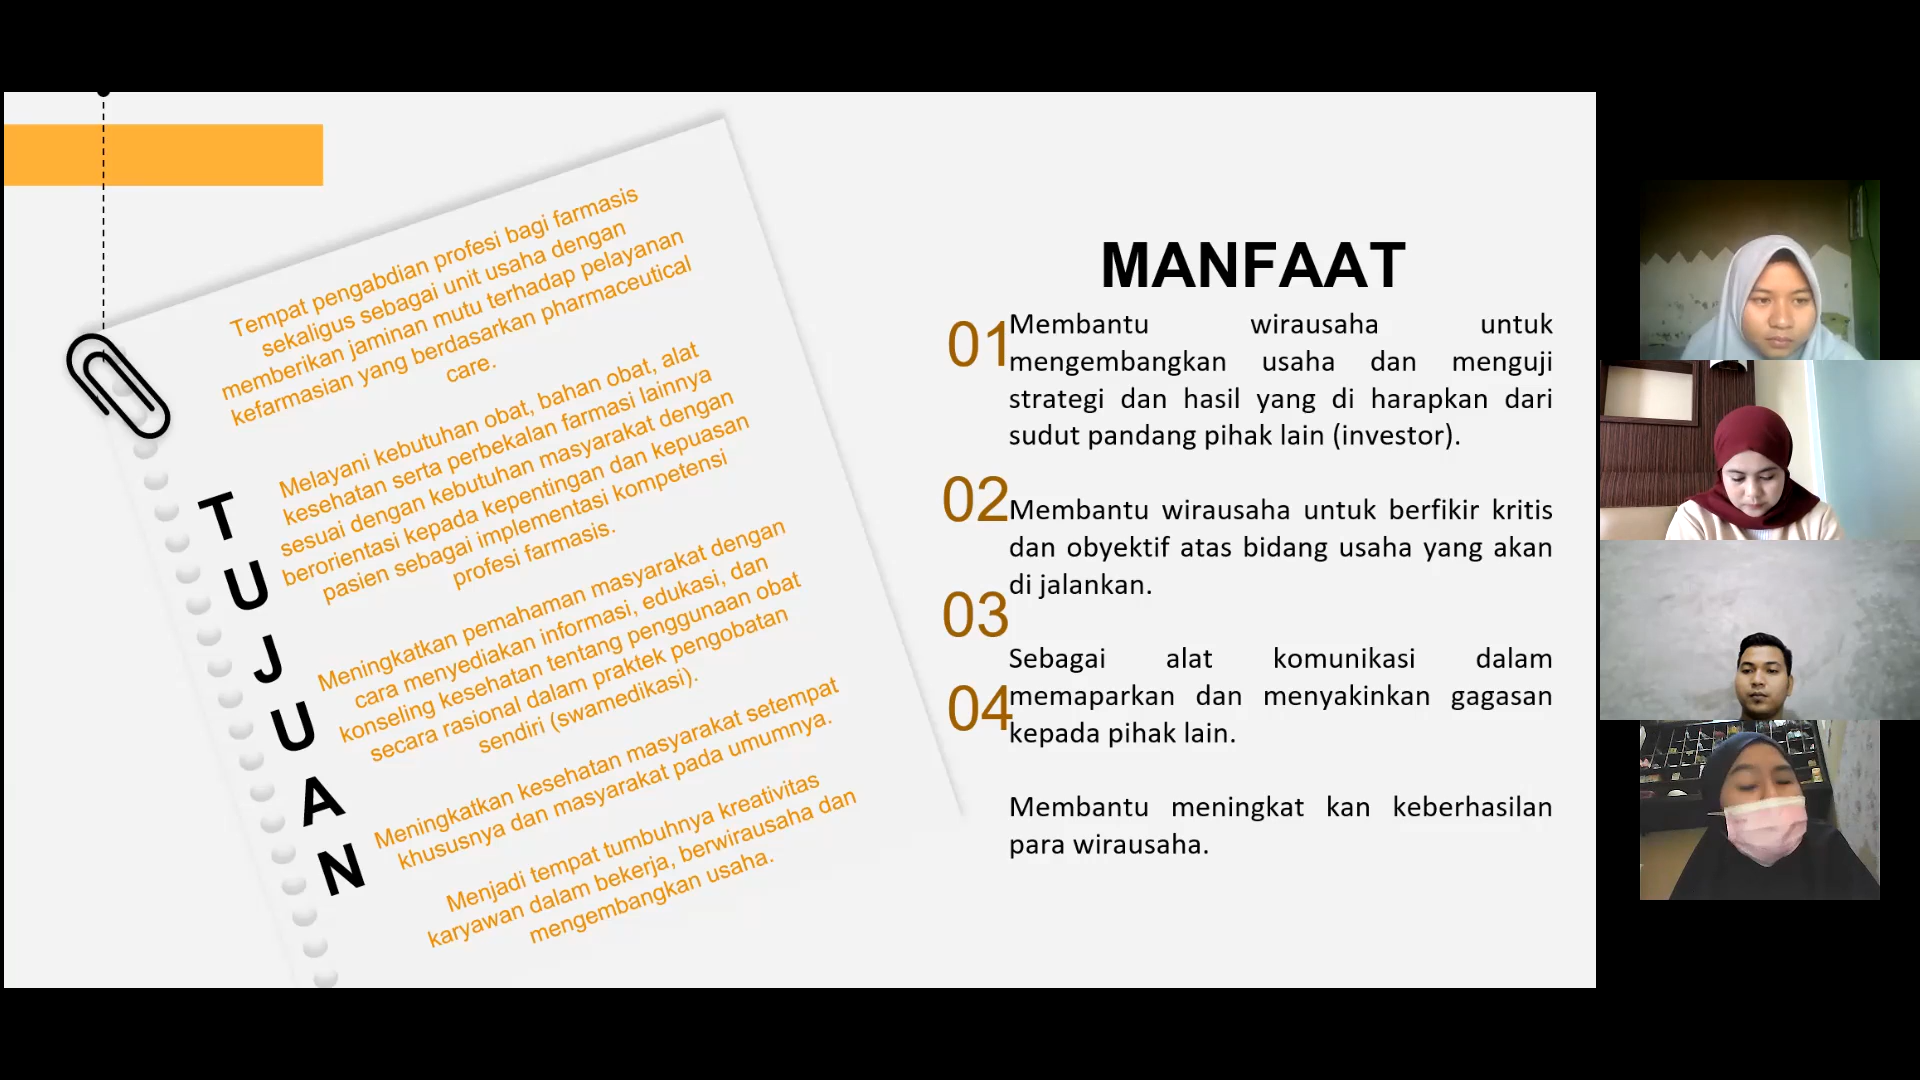 Tempat pengabdian profesi bagi farmasis
sekaligus sebagai unit usaha dengan
memberikan jaminan mutu terhadap pelayanan
kefarmasian yang berdasarkan pharmaceutical
care.
Melayani kebutuhan obat, bahan obat, alat
kesehatan serta perbekalan farmasi lainnya
sesuai dengan kebutuhan masyarakat dengan
berorientasi kepada kepentingan dan kepuasan
pasien sebagai implementasi kompetensi
profesi farmasis.
Meningkatkan pemahaman masyarakat dengan
cara menyediakan informasi, edukasi, dan
konseling kesehatan tentang penggunaan obat
secara rasional dalam praktek pengobatan
sendiri (swamedikasi).
Meningkatkan kesehatan masyarakat setempat
khususnya dan masyarakat pada umumnya.
Menjadi tempat tumbuhnya kreativitas
karyawan dalam bekerja, berwirausaha dan
mengembangkan usaha.
TUJUAN
MANFAAT
01
Membantu wirausaha untuk
mengembangkan usaha dan menguji
strategi dan hasil yang di harapkan dari
sudut pandang pihak lain (investor).
02
Membantu wirausaha untuk berfikir kritis
dan obyektif atas bidang usaha yang akan
di jalankan.
03
Sebagai alat komunikasi dalam
memaparkan dan menyakinkan gagasan
kepada pihak lain.
04
Membantu meningkat kan keberhasilan
para wirausaha.